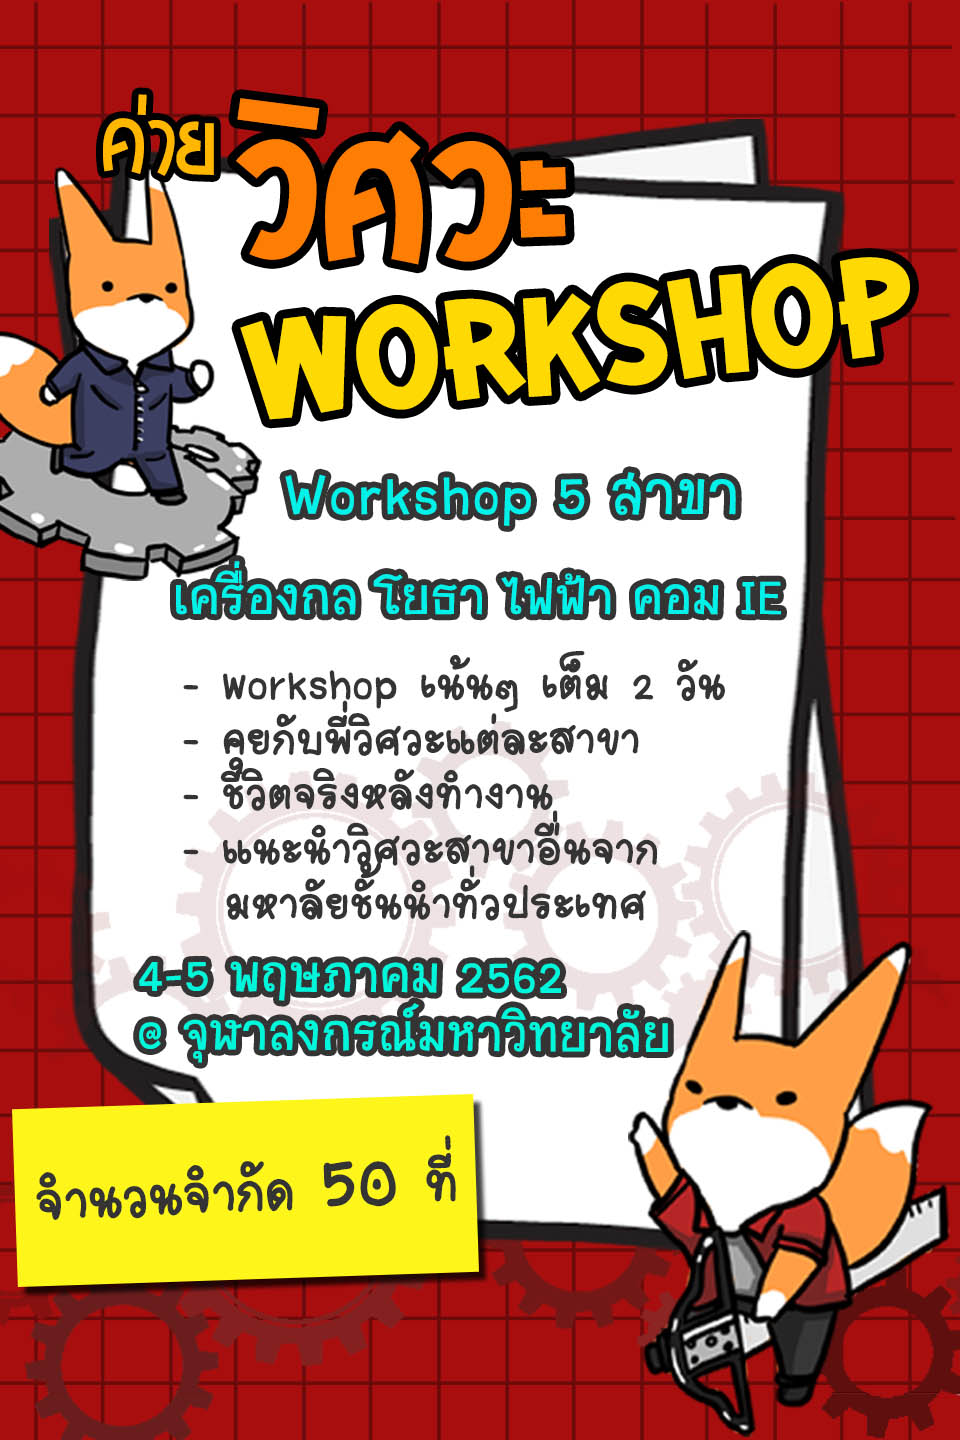 ค่าย วิศวะ
WORKSHOP
Workshop 5 สาขา
เครื่องกล โยธา ไฟฟ้า คอม IE
- Workshop เน้นๆ เต็ม 2 วัน
- คุยกับพี่วิศวะแต่ละสาขา
- ชีวิตจริงหลังทำงาน
- แนะนำวิศวะสาขาอื่นจาก
มหาลัยชั้นนำทั่วประเทศ
4-5 พฤษภาคม 2562
@ จุฬาลงกรณ์มหาวิทยาลัย
จำนวนจำกัด 50 ที่